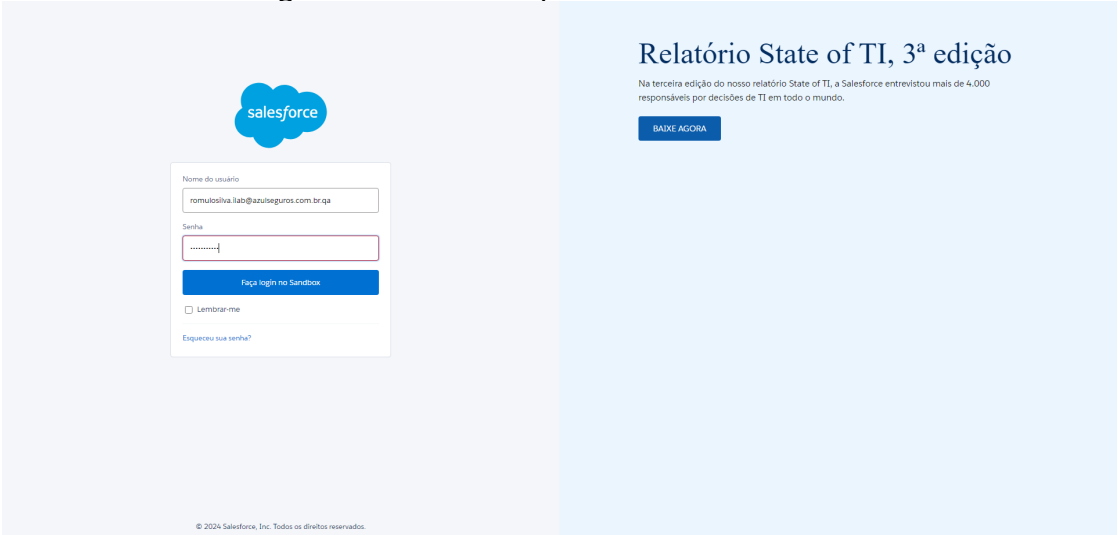 salesforce
Nome do usuário
romulosilva.liab@azulseguros.com.br.qa
Senha
Faça login no Sandbox
Lembrar-me
Esqueceu sua senha?
© 2024 Salesforce, Inc. Todos os direitos reservados.
Relatório State of TI, 3ª edição
Na terceira edição do nosso relatório State of TI, a Salesforce entrevistou mais de 4.000
responsáveis por decisões de TI em todo o mundo.
BAIXE AGORA